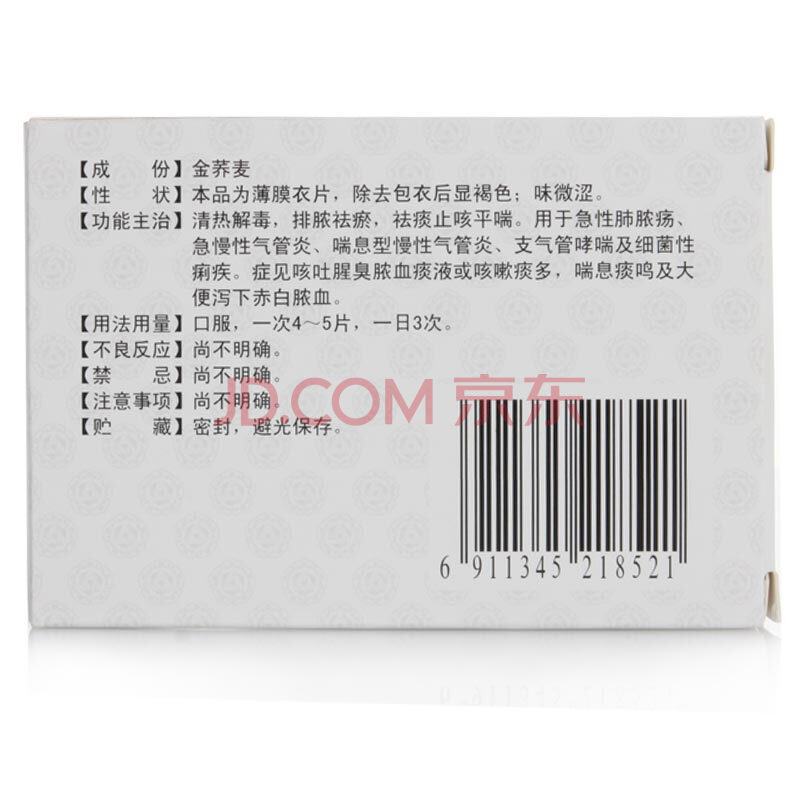 【成 份】金荞麦
【性 状】本品为薄膜衣片，除去包衣后显褐色；味微涩。
【功能主治】清热解毒，排脓祛瘀，祛痰止咳平喘。用于急性肺脓疡、
急慢性气管炎、喘息型慢性气管炎、支气管哮喘及细菌性
痢疾。症见咳吐腥臭脓血痰液或咳嗽痰多，喘息痰鸣及大
便泻下赤白脓血。
【用法用量】口服，一次4～5片，一日3次。
【不良反应】尚不明确。
【禁 忌】尚不明确。
【注意事项】尚不明确。
【贮 藏】密封，避光保存。
JD.COM 京东
6 911345 218521